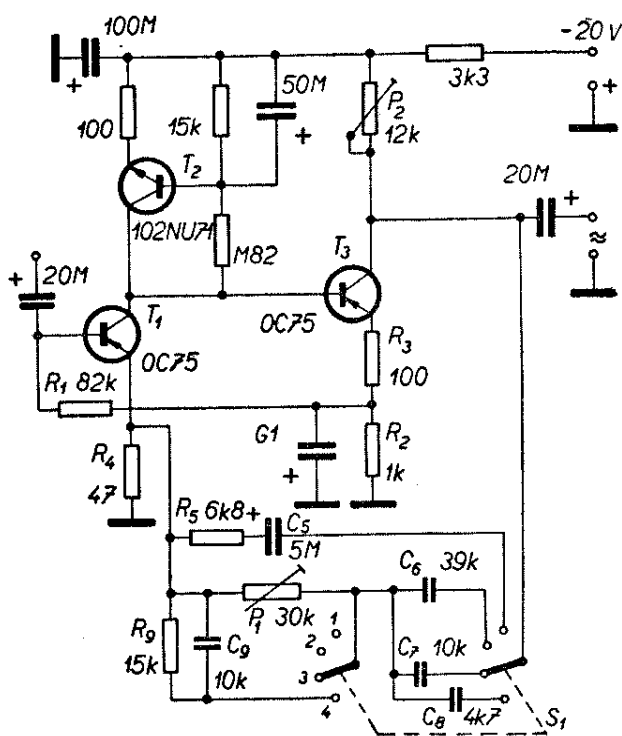 100M
-20 V
+
50M
3k3
100
15k
+
P2
12k
+
T2
20M
+
102NU71
M82
T3
≈
+
20M
T1
OC75
OC75
R3
100
R1 82k
G1
R2
1k
R4
47
+
R5 6k8 +
C5
5M
C6 39k
P1 30k
R9
15k
C9
10k
1
2
3
4
C7 10k
C8 4k7
S1